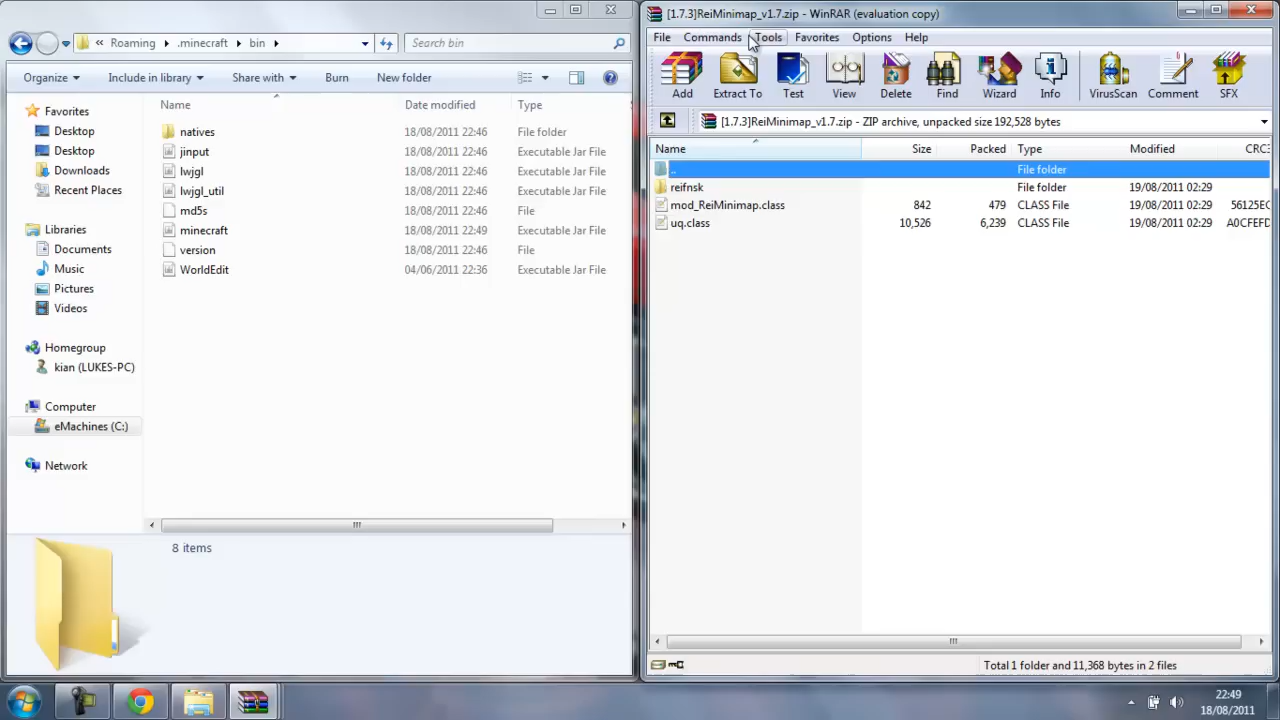 « Roaming ▸ .minecraft ▸ bin ▸
Search bin
Organize Include in library Share with Burn New folder
Name Date modified Type
Favorites
Desktop
Desktop
Downloads
Recent Places
Libraries
Documents
Music
Pictures
Videos
Homegroup
kian (LUKES-PC)
Computer
eMachines (C:)
Network
natives 18/08/2011 22:46 File folder
jinput 18/08/2011 22:46 Executable Jar File
lwjgl 18/08/2011 22:46 Executable Jar File
lwjgl_util 18/08/2011 22:46 Executable Jar File
md5s 18/08/2011 22:46 File
minecraft 18/08/2011 22:49 Executable Jar File
version 18/08/2011 22:46 File
WorldEdit 04/06/2011 22:36 Executable Jar File
8 items
[1.7.3]ReiMinimap_v1.7.zip - WinRAR (evaluation copy)
File Commands Tools Favorites Options Help
Add Extract To Test View Delete Find Wizard Info VirusScan Comment SFX
[1.7.3]ReiMinimap_v1.7.zip - ZIP archive, unpacked size 192,528 bytes
Name Size Packed Type Modified CRC3
.. File folder
reifnsk File folder 19/08/2011 02:29
mod_ReiMinimap.class 842 479 CLASS File 19/08/2011 02:29 56125EC
uq.class 10,526 6,239 CLASS File 19/08/2011 02:29 A0CFEFD
Total 1 folder and 11,368 bytes in 2 files
22:49
18/08/2011